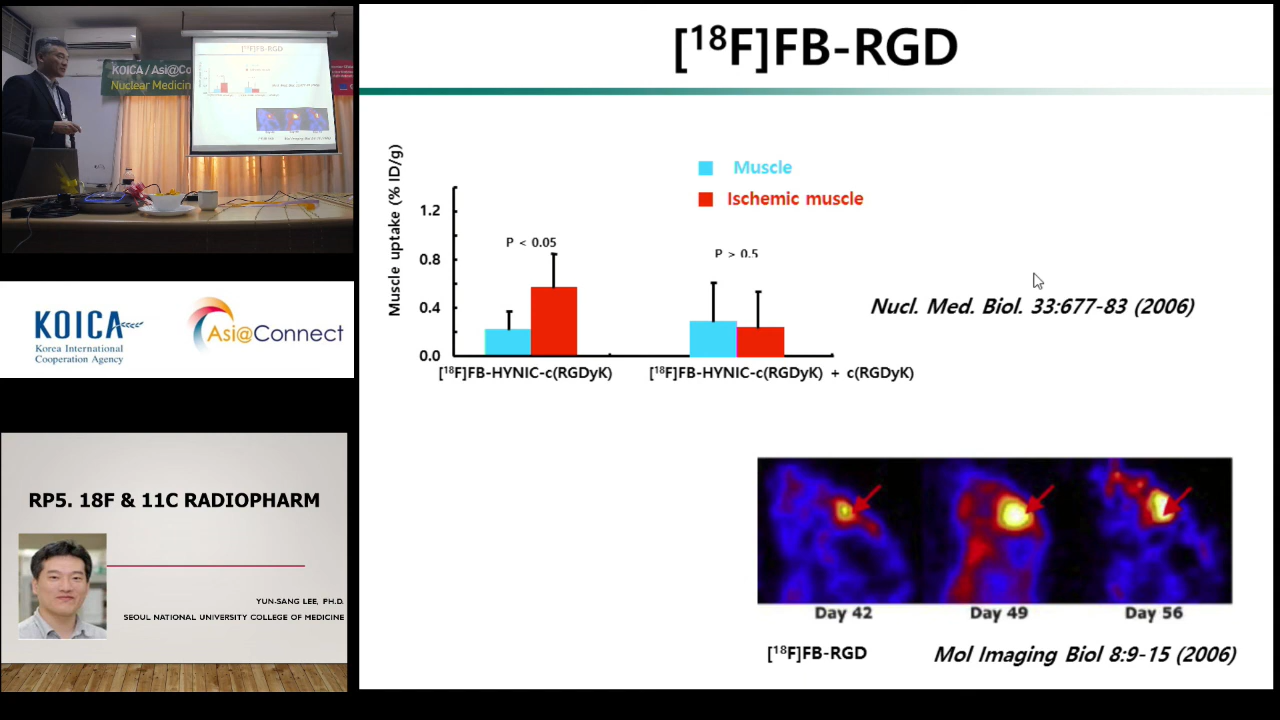 [¹⁸F]FB-RGD
KOICA / Asi@Co
Nuclear Medicin
[¹⁸F]FB-RGD
Muscle uptake (% ID/g)
Muscle
Ischemic muscle
1.2
0.8
0.4
0.0
P < 0.05
P > 0.5
[¹⁸F]FB-HYNIC-c(RGDyK)
[¹⁸F]FB-HYNIC-c(RGDyK) + c(RGDyK)
Nucl. Med. Biol. 33:677-83 (2006)
KOICA
Korea International
Cooperation Agency
Asi@Connect
RP5. 18F & 11C RADIOPHARM
YUN-SANG LEE, PH.D.
SEOUL NATIONAL UNIVERSITY COLLEGE OF MEDICINE
Day 42
Day 49
Day 56
[¹⁸F]FB-RGD
Mol Imaging Biol 8:9-15 (2006)